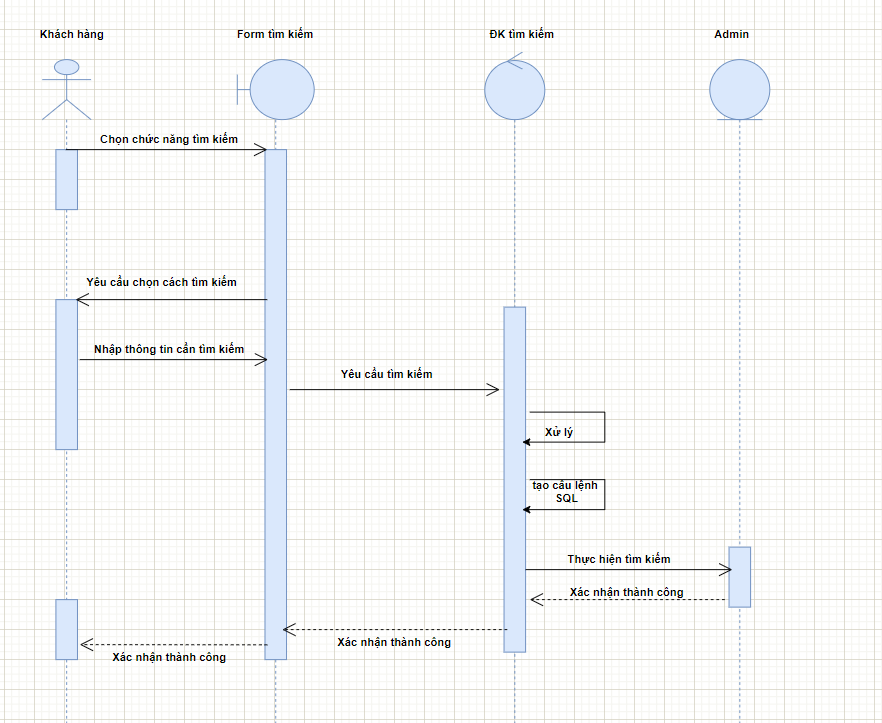 Khách hàng
Form tìm kiếm
ĐK tìm kiếm
Admin
Chọn chức năng tìm kiếm
Yêu cầu chọn cách tìm kiếm
Nhập thông tin cần tìm kiếm
Yêu cầu tìm kiếm
Xử lý
tạo cấu lệnh
SQL
Thực hiện tìm kiếm
Xác nhận thành công
Xác nhận thành công
Xác nhận thành công